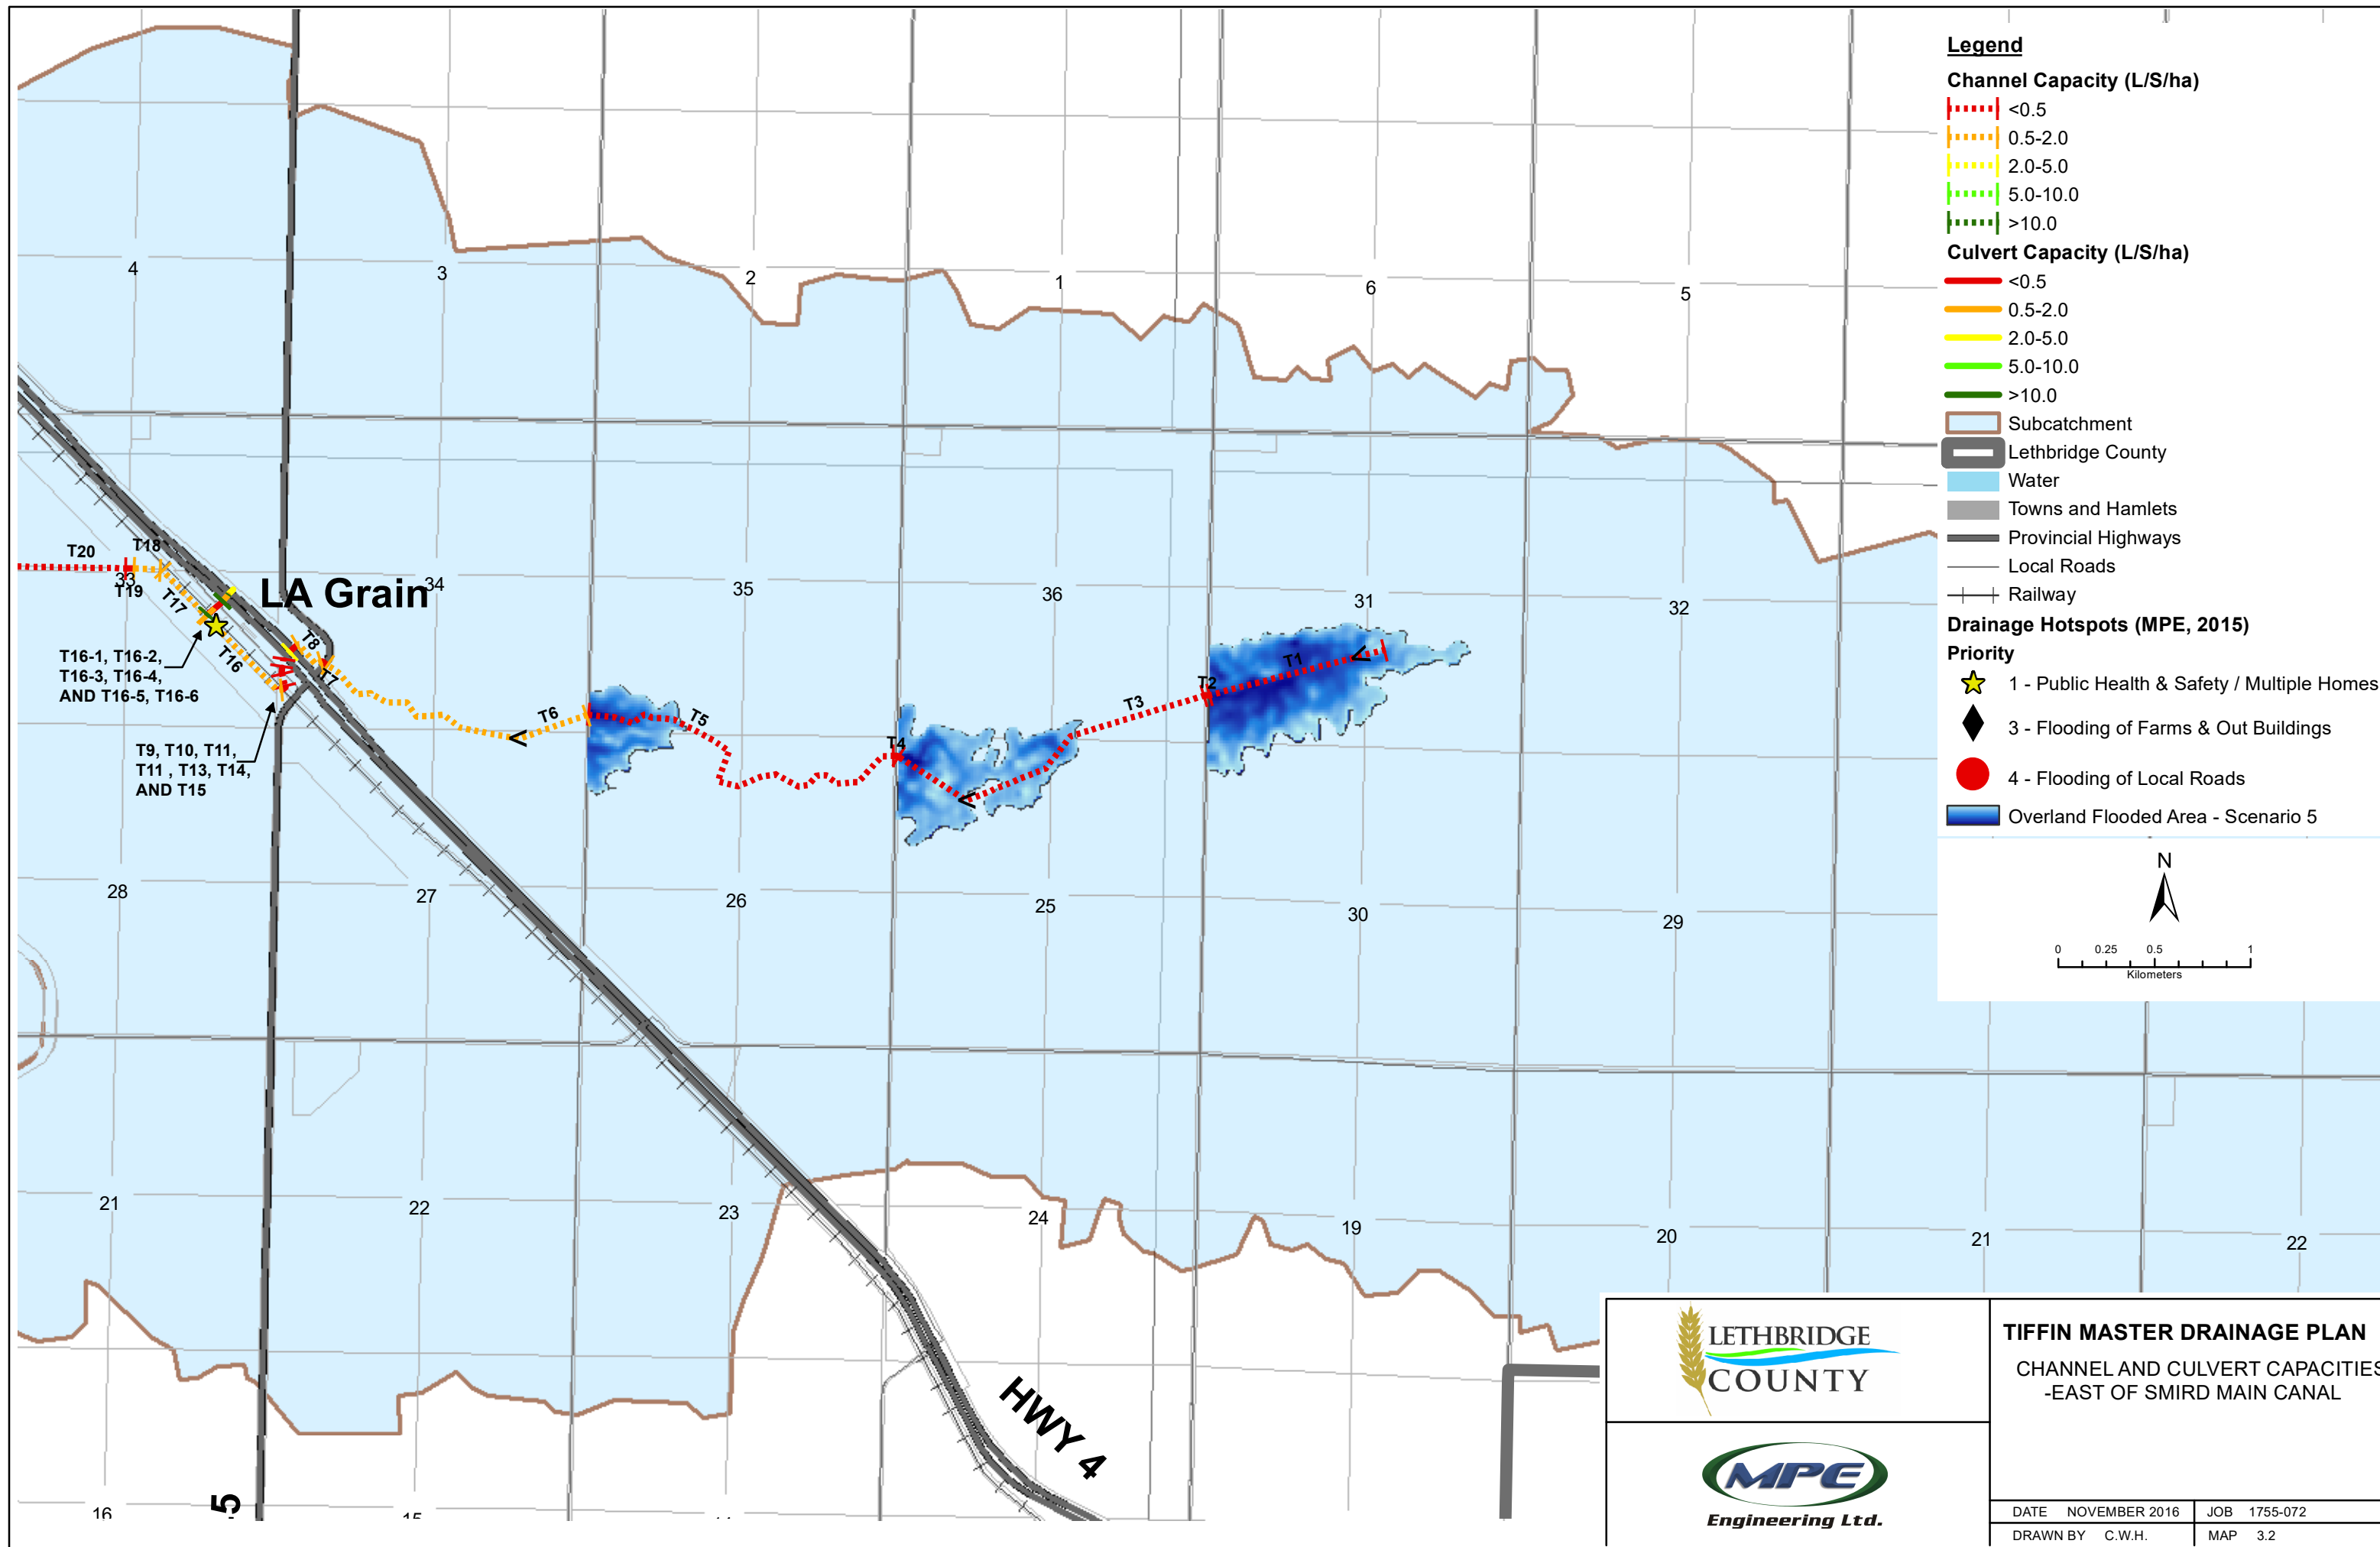 Legend
Channel Capacity (L/S/ha)
<0.5
0.5-2.0
2.0-5.0
5.0-10.0
>10.0
Culvert Capacity (L/S/ha)
<0.5
0.5-2.0
2.0-5.0
5.0-10.0
>10.0
Subcatchment
Lethbridge County
Water
Towns and Hamlets
Provincial Highways
Local Roads
Railway
Drainage Hotspots (MPE, 2015)
Priority
1 - Public Health & Safety / Multiple Homes
3 - Flooding of Farms & Out Buildings
4 - Flooding of Local Roads
Overland Flooded Area - Scenario 5
N
0 0.25 0.5 1
Kilometers
4 3 2 1 6 5
T20 T18
33
T19 T17
LA Grain
34 35 36 31 32
T16-1, T16-2,
T16-3, T16-4,
AND T16-5, T16-6
T16 T8 T7
T6 T5 T4 T3 T2 T1
T9, T10, T11,
T11 , T13, T14,
AND T15
28 27 26 25 30 29
21 22 23 24 19 20 21 22
HWY 4
5
16 15
LETHBRIDGE
COUNTY
MPE
Engineering Ltd.
TIFFIN MASTER DRAINAGE PLAN
CHANNEL AND CULVERT CAPACITIES
-EAST OF SMIRD MAIN CANAL
DATE NOVEMBER 2016 JOB 1755-072
DRAWN BY C.W.H. MAP 3.2